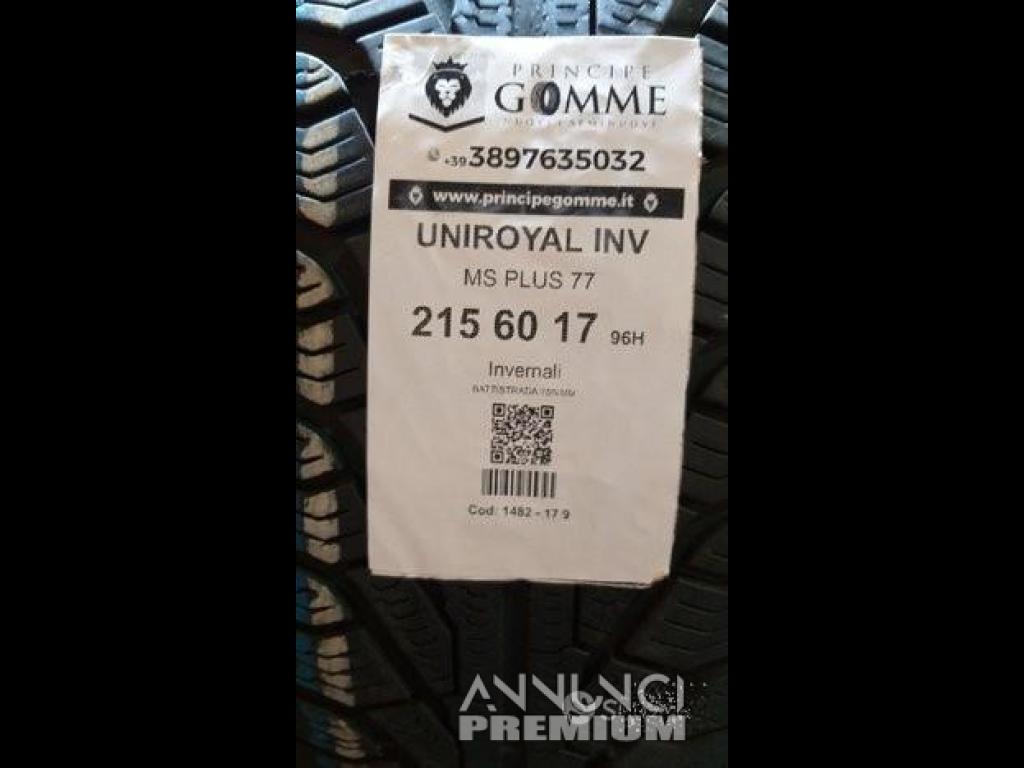 PRINCIPE
GOMME
+39 3897635032
www.principegomme.it
UNIROYAL INV
MS PLUS 77
215 60 17 96H
Invernali
BATTISTRADA
Cod: 1482 - 17 9
ANNUNCI
PREMIUM